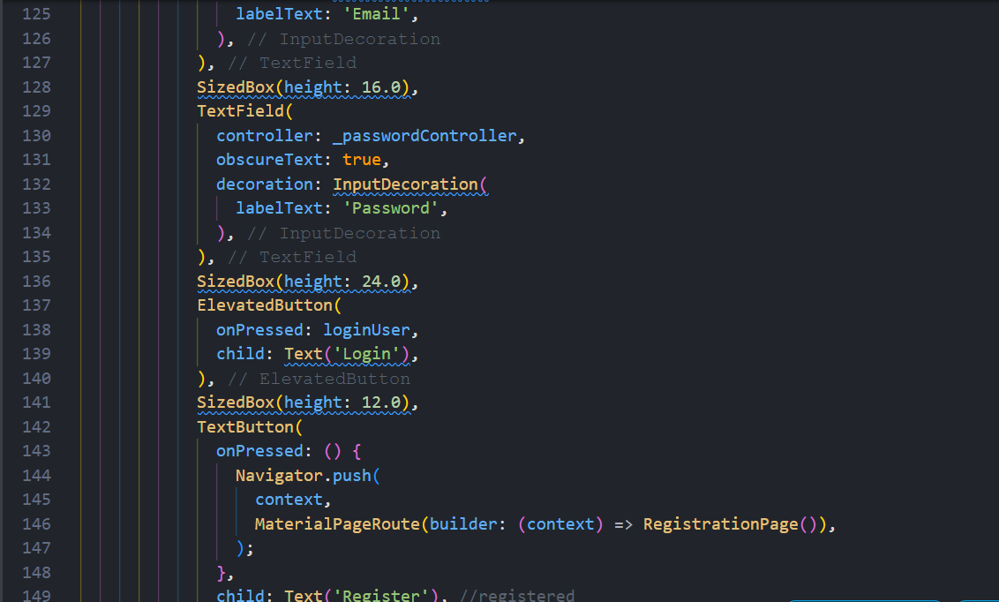 125 labelText: 'Email',
126 ), // InputDecoration
127 ), // TextField
128 SizedBox(height: 16.0),
129 TextField(
130 controller: _passwordController,
131 obscureText: true,
132 decoration: InputDecoration(
133 labelText: 'Password',
134 ), // InputDecoration
135 ), // TextField
136 SizedBox(height: 24.0),
137 ElevatedButton(
138 onPressed: loginUser,
139 child: Text('Login'),
140 ), // ElevatedButton
141 SizedBox(height: 12.0),
142 TextButton(
143 onPressed: () {
144 Navigator.push(
145 context,
146 MaterialPageRoute(builder: (context) => RegistrationPage()),
147 );
148 },
149 child: Text('Register'), //registered